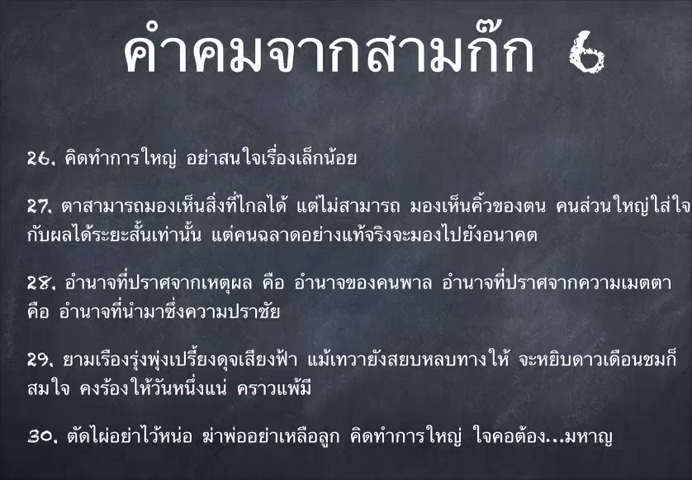 คำคมจากสามก๊ก 6
26. คิดทำการใหญ่ อย่าสนใจเรื่องเล็กน้อย
27. ตาสามารถมองเห็นสิ่งที่ไกลได้ แต่ไม่สามารถ มองเห็นคิ้วของตน คนส่วนใหญ่ใส่ใจ
กับผลได้ระยะสั้นเท่านั้น แต่คนฉลาดอย่างแท้จริงจะมองไปยังอนาคต
28. อำนาจที่ปราศจากเหตุผล คือ อำนาจของคนพาล อำนาจที่ปราศจากความเมตตา
คือ อำนาจที่นำมาซึ่งความปราชัย
29. ยามเรืองรุ่งพุ่งเปรี้ยงดุจเสียงฟ้า แม้เทวายังสยบหลบทางให้ จะหยิบดาวเดือนชมก็
สมใจ คงร้องให้วันหนึ่งแน่ คราวแพ้มี
30. ตัดไผ่อย่าไว้หน่อ ฆ่าพ่ออย่าเหลือลูก คิดทำการใหญ่ ใจคอต้อง...มหาญ